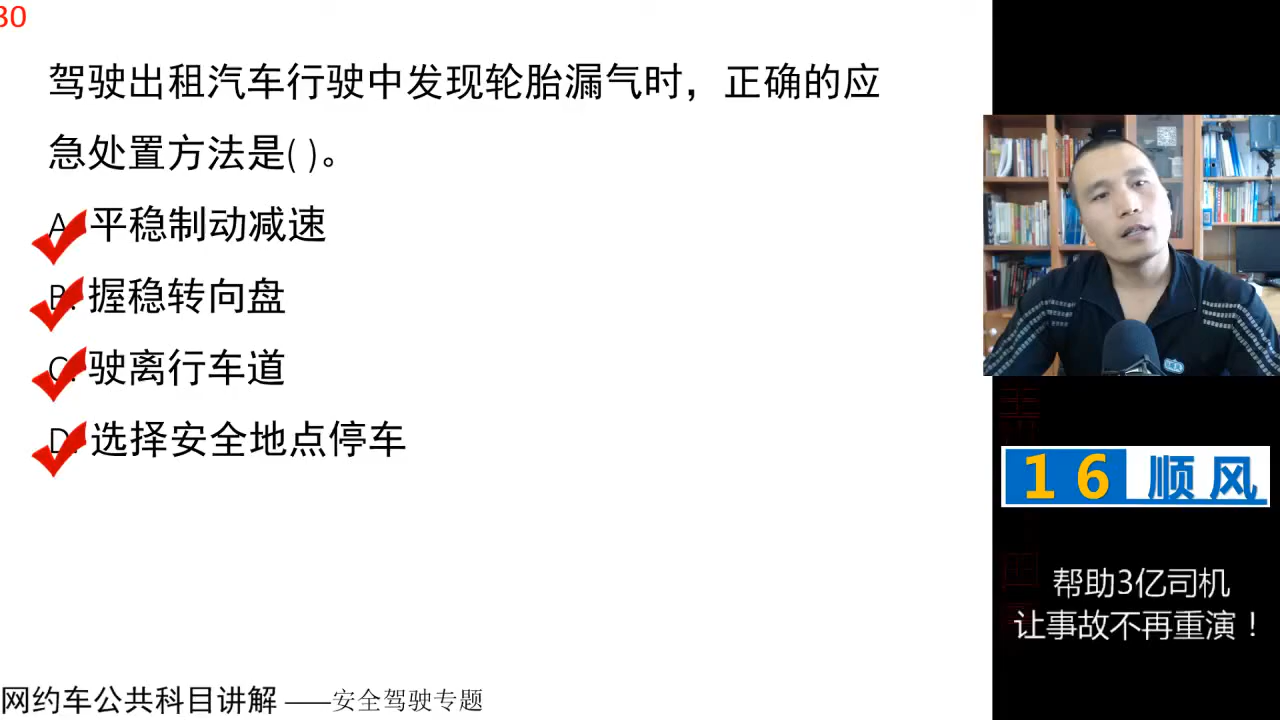 30
驾驶出租汽车行驶中发现轮胎漏气时，正确的应
急处置方法是( )。
A. 平稳制动减速
B. 握稳转向盘
C. 驶离行车道
D. 选择安全地点停车
16 顺风
帮助3亿司机
让事故不再重演！
网约车公共科目讲解 ——安全驾驶专题